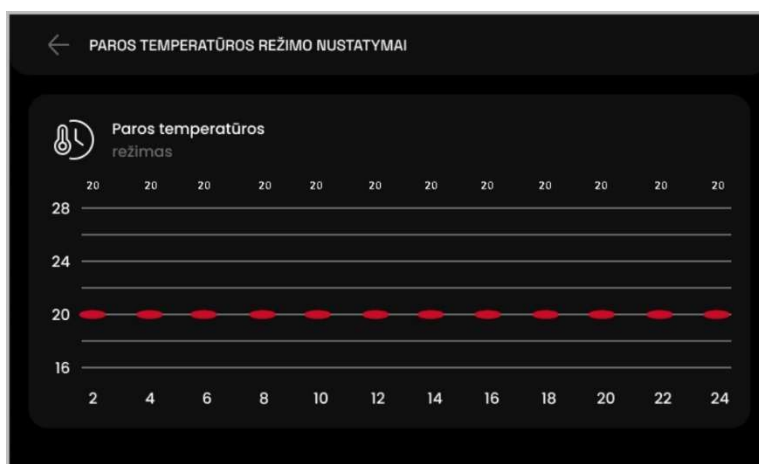 PAROS TEMPERATŪROS REŽIMO NUSTATYMAI
Paros temperatūros
režimas
20 20 20 20 20 20 20 20 20 20 20 20
28
24
20
16
2 4 6 8 10 12 14 16 18 20 22 24